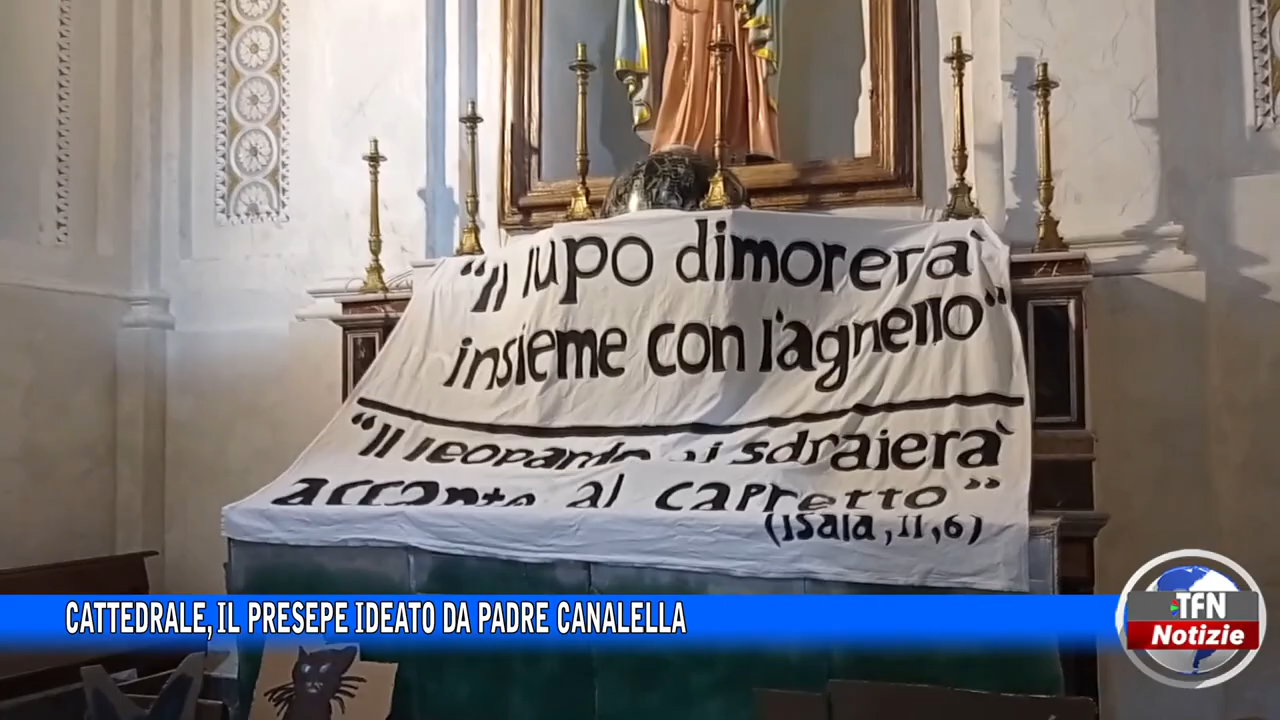 "Il lupo dimorerà
insieme con l'agnello"
"Il leopardo si sdraierà
accanto al capretto"
(ISaia, 11, 6)
CATTEDRALE, IL PRESEPE IDEATO DA PADRE CANALELLA
TFN
Notizie